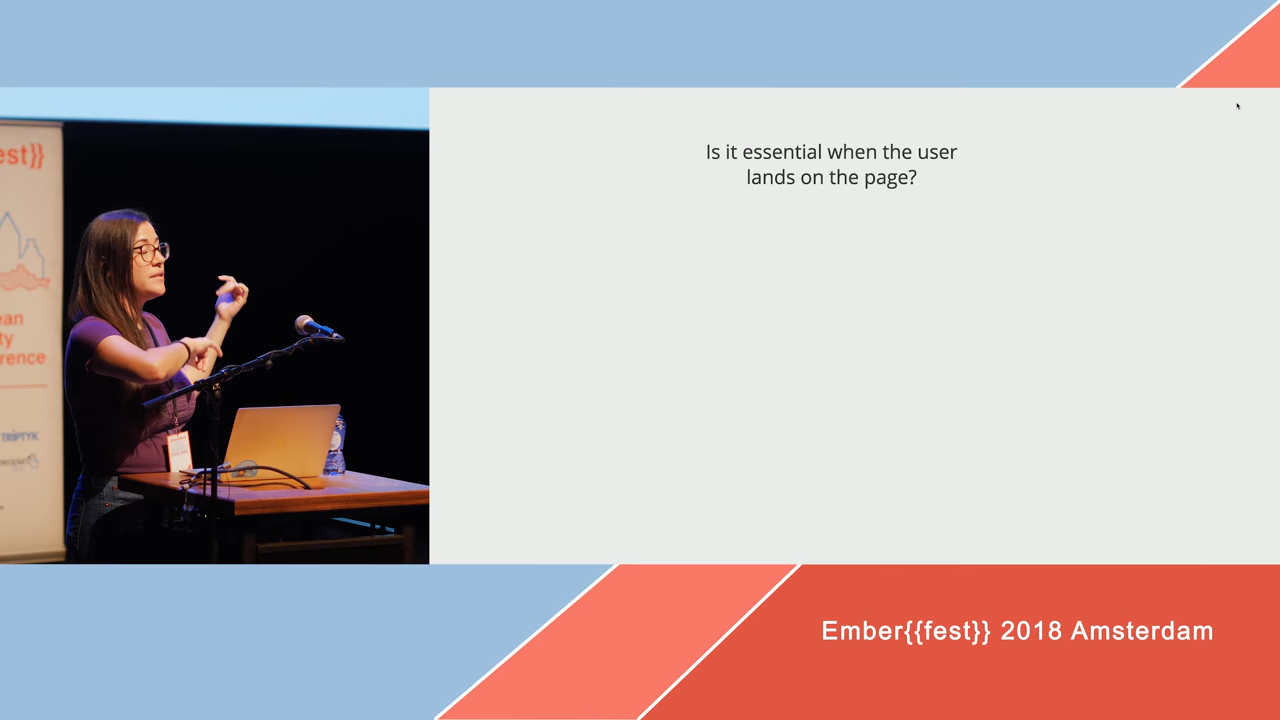 est}}
ean
ty
rence
TRIPTYK
people
Is it essential when the user
lands on the page?
Ember{{fest}} 2018 Amsterdam